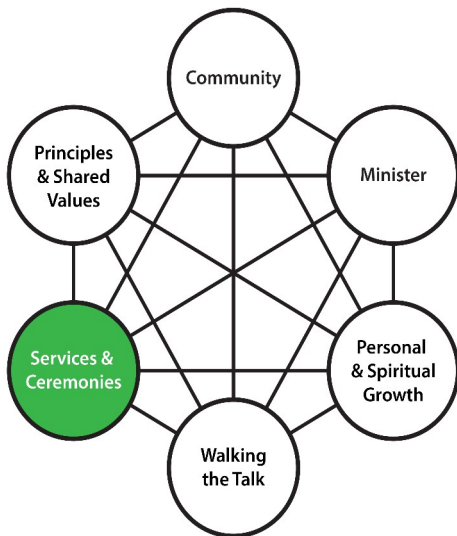 Community
Principles
& Shared
Values
Minister
Services &
Ceremonies
Personal
& Spiritual
Growth
Walking
the Talk